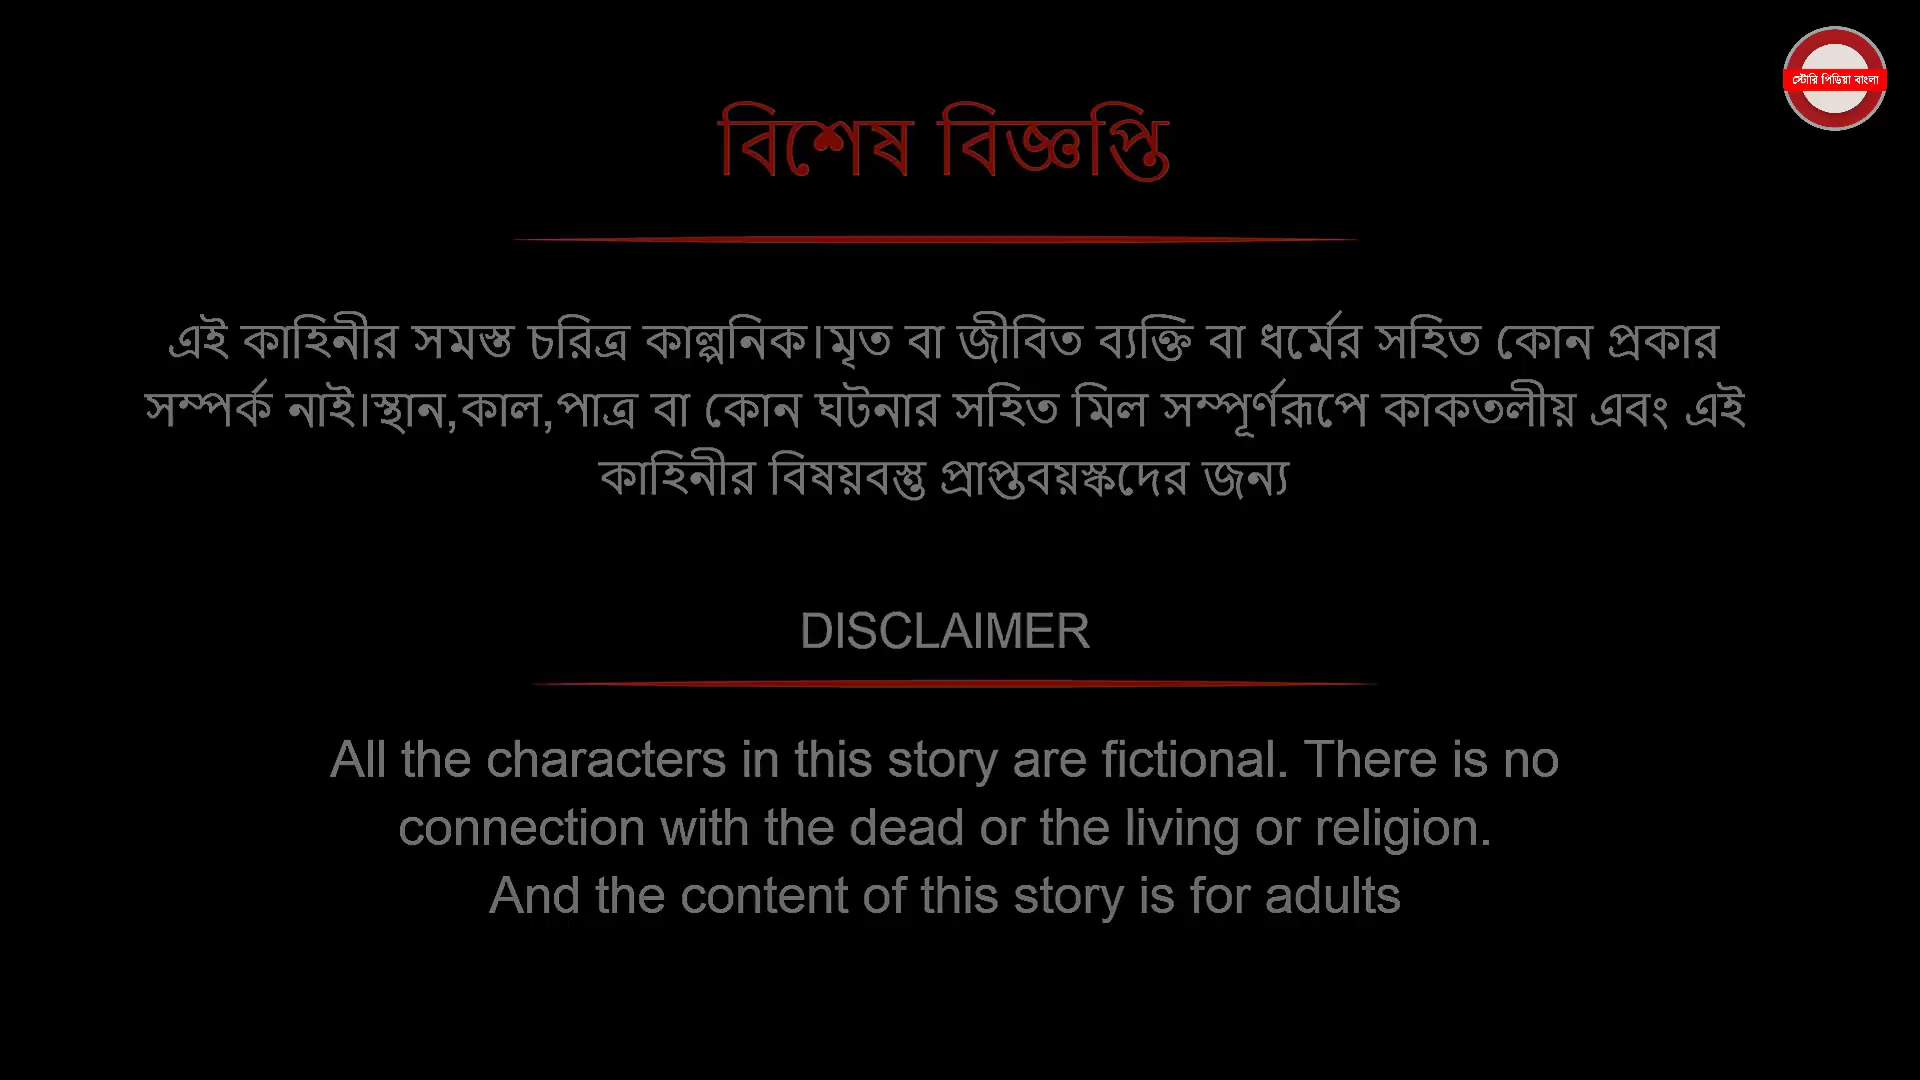 স্টোরি পিডিয়া বাংলা
বিশেষ বিজ্ঞপ্তি
এই কাহিনীর সমস্ত চরিত্র কাল্পনিক।মৃত বা জীবিত ব্যক্তি বা ধর্মের সহিত কোন প্রকার
সম্পর্ক নাই।স্থান,কাল,পাত্র বা কোন ঘটনার সহিত মিল সম্পূর্ণরূপে কাকতলীয় এবং এই
কাহিনীর বিষয়বস্তু প্রাপ্তবয়স্কদের জন্য
DISCLAIMER
All the characters in this story are fictional. There is no
connection with the dead or the living or religion.
And the content of this story is for adults